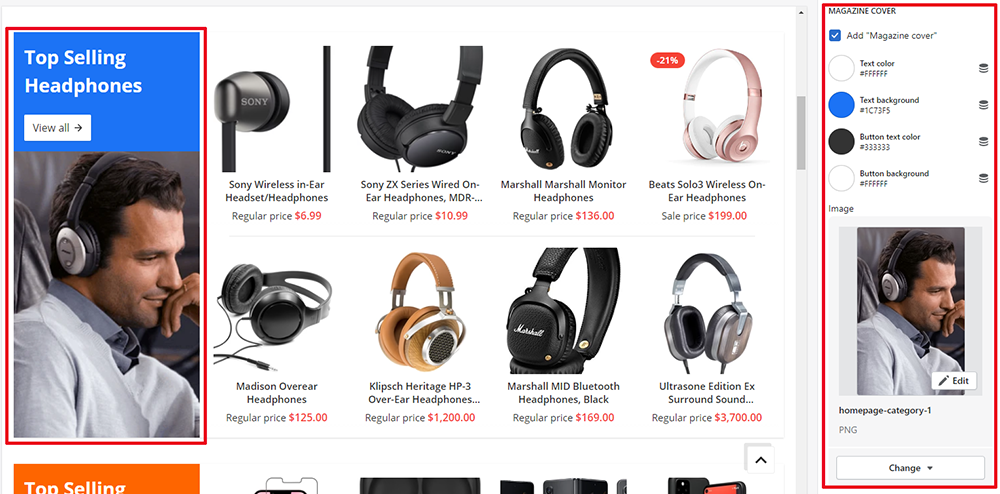 Top Selling
Headphones
View all →
SONY
Sony Wireless in-Ear
Headset/Headphones
Regular price $6.99
SONY
Sony ZX Series Wired On-
Ear Headphones, MDR-...
Regular price $10.99
Marshall Marshall Monitor
Headphones
Regular price $136.00
-21%
Beats Solo3 Wireless On-
Ear Headphones
Sale price $199.00
Madison Overear
Headphones
Regular price $125.00
Klipsch Heritage HP-3
Over-Ear Headphones...
Regular price $1,200.00
Marshall
Marshall MID Bluetooth
Headphones, Black
Regular price $169.00
Ultrasone Edition Ex
Surround Sound...
Regular price $3,700.00
Top Selling
MAGAZINE COVER
Add "Magazine cover"
Text color
#FFFFFF
Text background
#1C73F5
Button text color
#333333
Button background
#FFFFFF
Image
Edit
homepage-category-1
PNG
Change